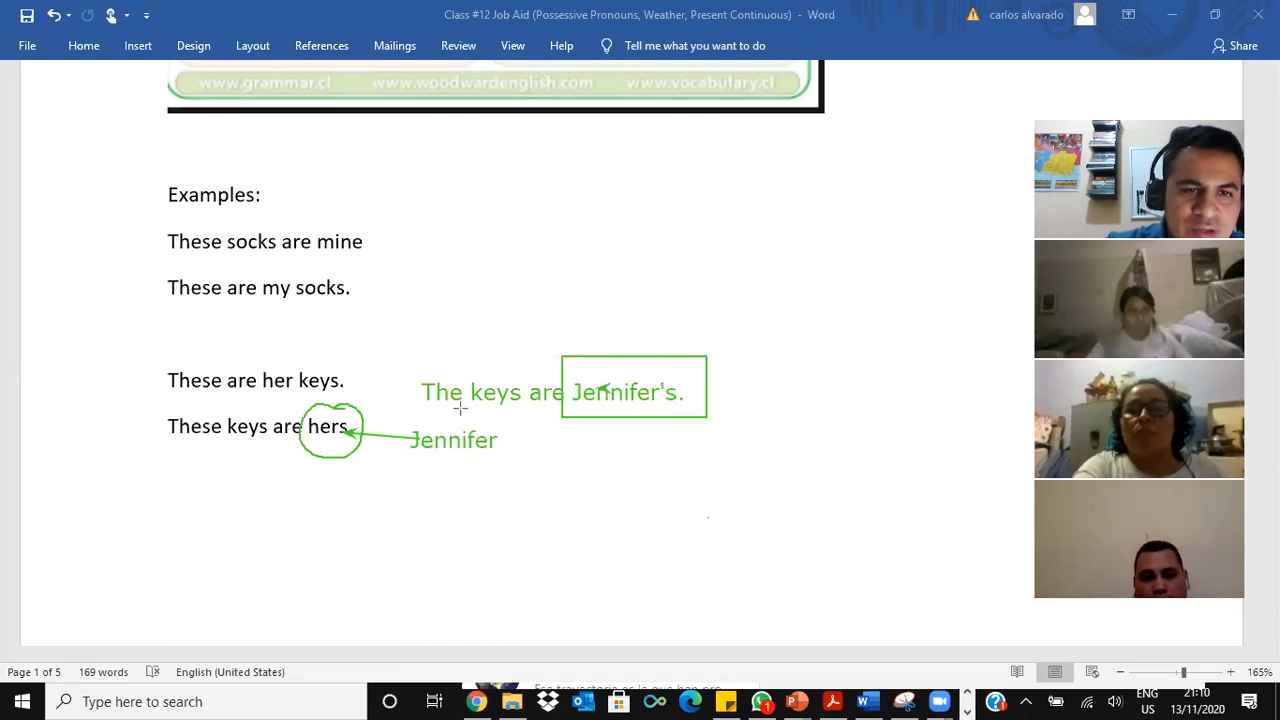 Class #12 Job Aid (Possessive Pronouns, Weather, Present Continuous) - Word
carlos alvarado
File Home Insert Design Layout References Mailings Review View Help Tell me what you want to do Share
www.grammar.cl www.woodwardenglish.com www.vocabulary.cl
Examples:
These socks are mine
These are my socks.
These are her keys.
The keys are Jennifer's.
These keys are hers.
Jennifer
Page 1 of 5 169 words English (United States) 165%
Type here to search
1
ENG
21:10
13/11/2020